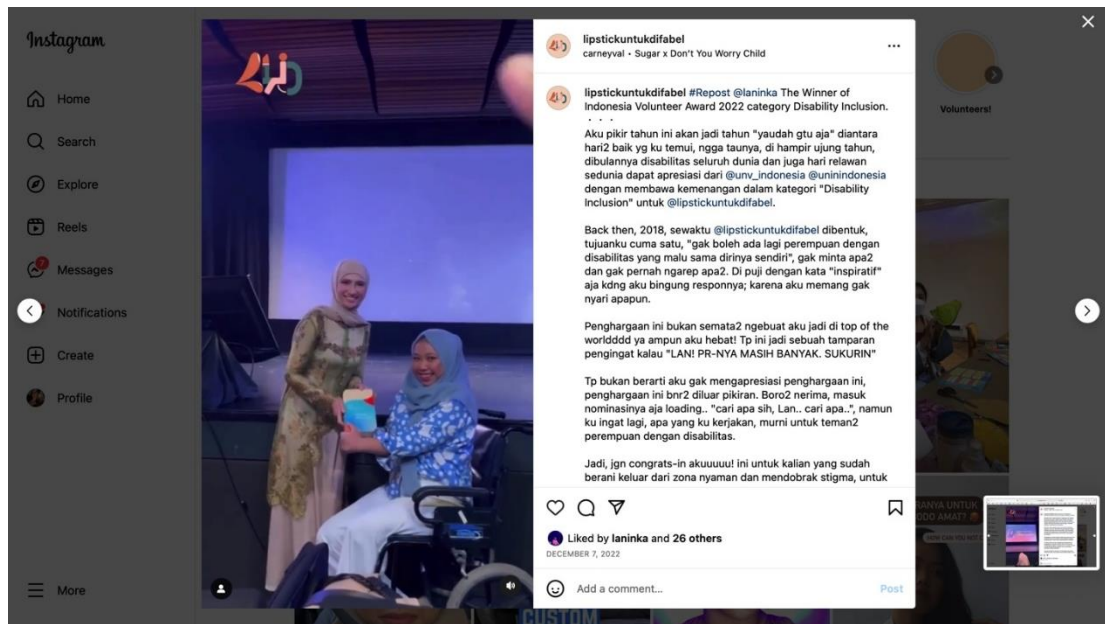 Instagram
Home
Search
Explore
Reels
7
Messages
Notifications
Create
Profile
More
lipstickuntukdifabel
carneyval • Sugar x Don't You Worry Child
lipstickuntukdifabel #Repost @laninka The Winner of
Indonesia Volunteer Award 2022 category Disability Inclusion.
. . .
Aku pikir tahun ini akan jadi tahun "yaudah gtu aja" diantara
hari2 baik yg ku temui, ngga taunya, di hampir ujung tahun,
dibulannya disabilitas seluruh dunia dan juga hari relawan
sedunia dapat apresiasi dari @unv_indonesia @uninindonesia
dengan membawa kemenangan dalam kategori "Disability
Inclusion" untuk @lipstickuntukdifabel.
Back then, 2018, sewaktu @lipstickuntukdifabel dibentuk,
tujuanku cuma satu, "gak boleh ada lagi perempuan dengan
disabilitas yang malu sama dirinya sendiri", gak minta apa2
dan gak pernah ngarep apa2. Di puji dengan kata "inspiratif"
aja kdng aku bingung responnya; karena aku memang gak
nyari apapun.
Penghargaan ini bukan semata2 ngebuat aku jadi di top of the
worldddd ya ampun aku hebat! Tp ini jadi sebuah tamparan
pengingat kalau "LAN! PR-NYA MASIH BANYAK. SUKURIN"
Tp bukan berarti aku gak mengapresiasi penghargaan ini,
penghargaan ini bnr2 diluar pikiran. Boro2 nerima, masuk
nominasinya aja loading.. "cari apa sih, Lan.. cari apa..", namun
ku ingat lagi, apa yang ku kerjakan, murni untuk teman2
perempuan dengan disabilitas.
Jadi, jgn congrats-in akuuuuu! ini untuk kalian yang sudah
berani keluar dari zona nyaman dan mendobrak stigma, untuk
Liked by laninka and 26 others
DECEMBER 7, 2022
Add a comment...
Post
Volunteers!
RANYA UNTUK
ODO AMAT?
HOW CAN YOU NOT
CUSTOM